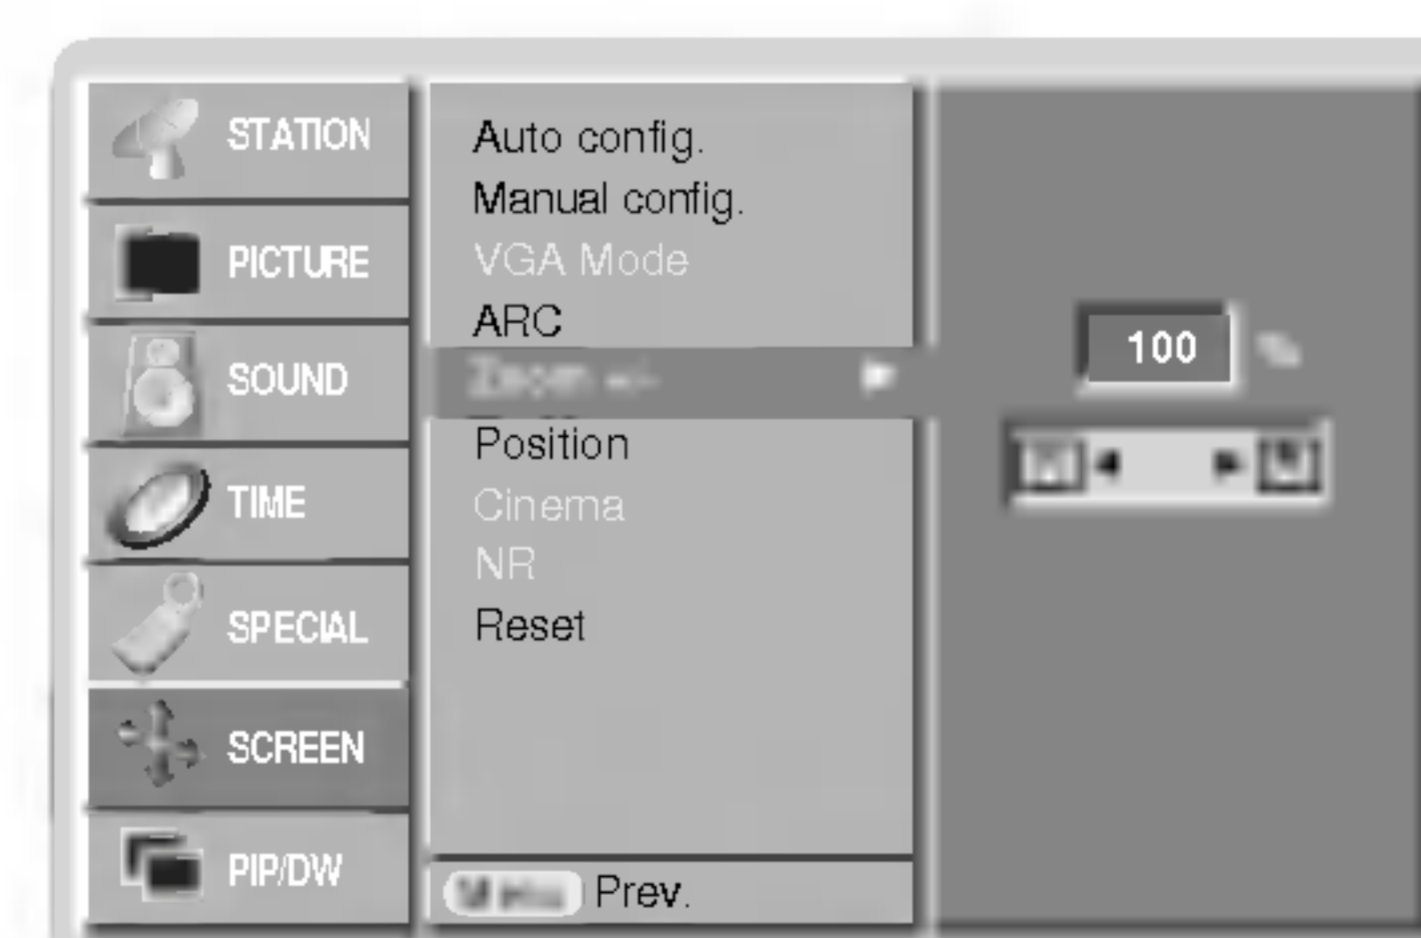 STATION
PICTURE
SOUND
TIME
SPECIAL
SCREEN
PIP/DW
Auto config.
Manual config.
VGA Mode
ARC
Zoom +/-
Position
Cinema
NR
Reset
Prev.
100